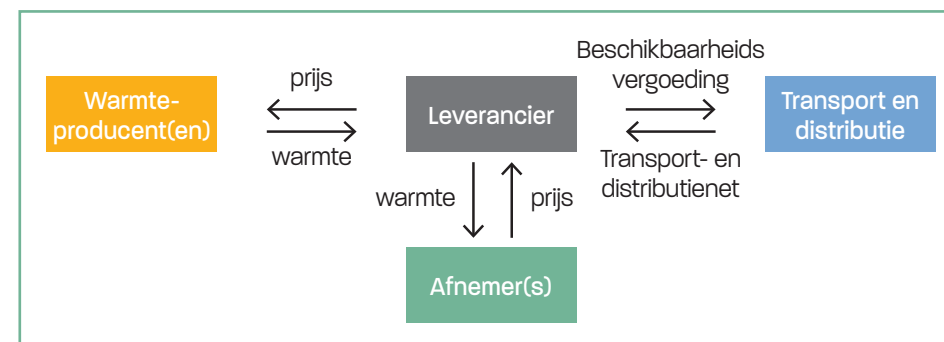 Beschikbaarheids
vergoeding
prijs
Warmte-
producent(en)
Leverancier
Transport en
distributie
warmte
Transport- en
distributienet
warmte
prijs
Afnemer(s)